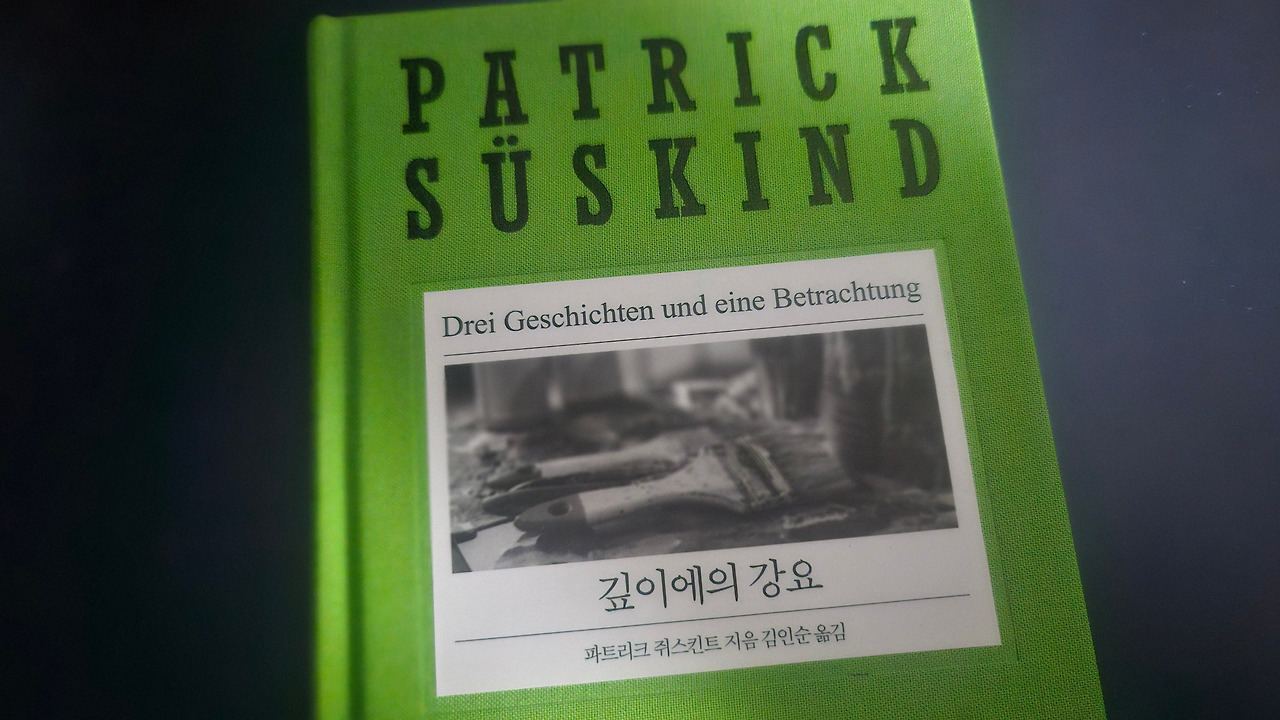 PATRICK
SÜSKIND
Drei Geschichten und eine Betrachtung
깊이에의 강요
파트리크 쥐스킨트 지음 김인순 옮김